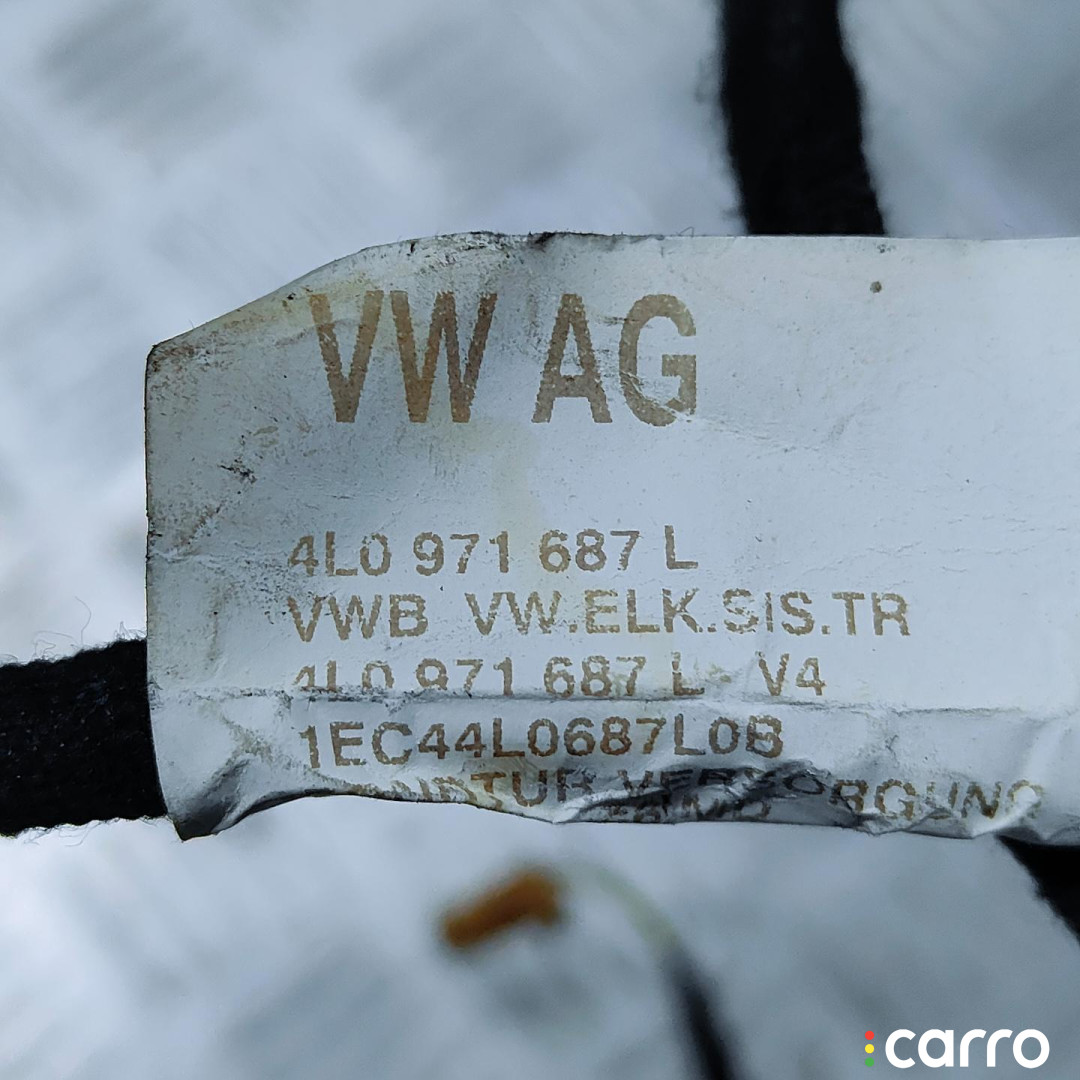 VW AG
4L0 971 687 L
VWB VW.ELK.SIS.TR
4L0 971 687 L- V4
1EC44L0687L0B
carro